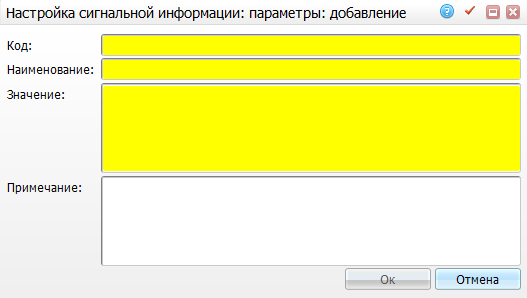 Настройка сигнальной информации: параметры: добавление
Код:
Наименование:
Значение:
Примечание:
Ок Отмена